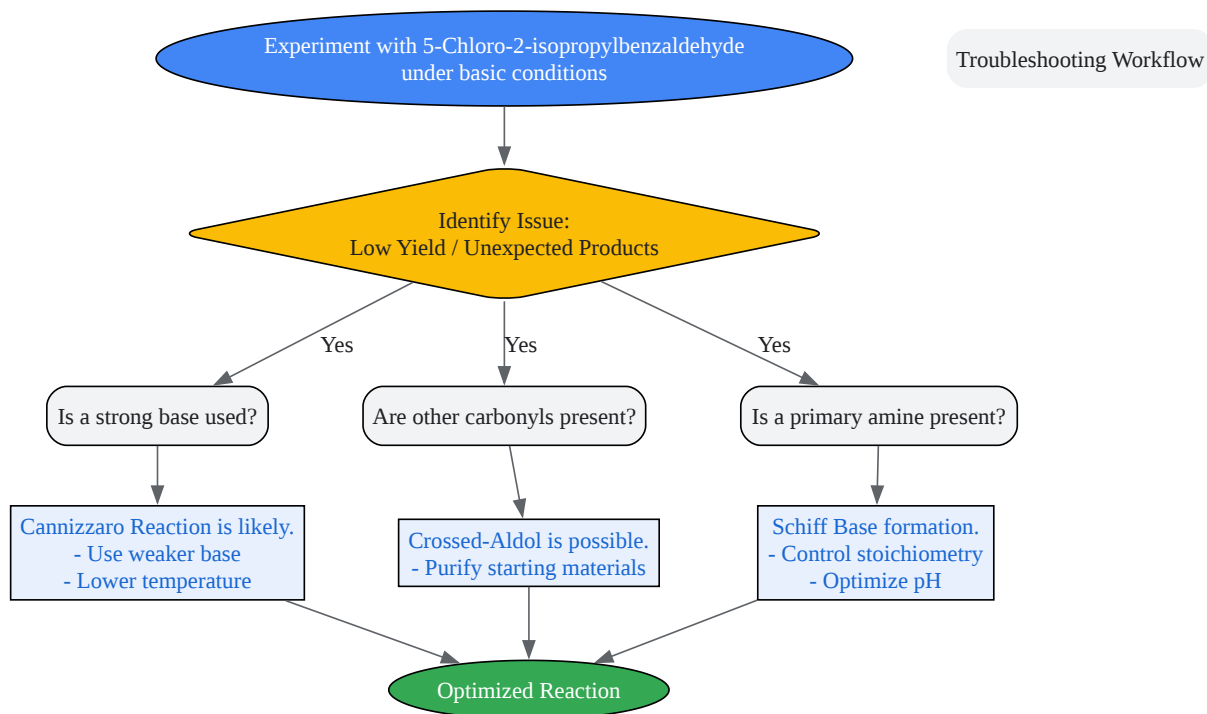 Experiment with 5-Chloro-2-isopropylbenzaldehyde
under basic conditions
Troubleshooting Workflow
Identify Issue:
Low Yield / Unexpected Products
Yes
Yes
Yes
Is a strong base used?
Are other carbonyls present?
Is a primary amine present?
Cannizzaro Reaction is likely.
- Use weaker base
- Lower temperature
Crossed-Aldol is possible.
- Purify starting materials
Schiff Base formation.
- Control stoichiometry
- Optimize pH
Optimized Reaction